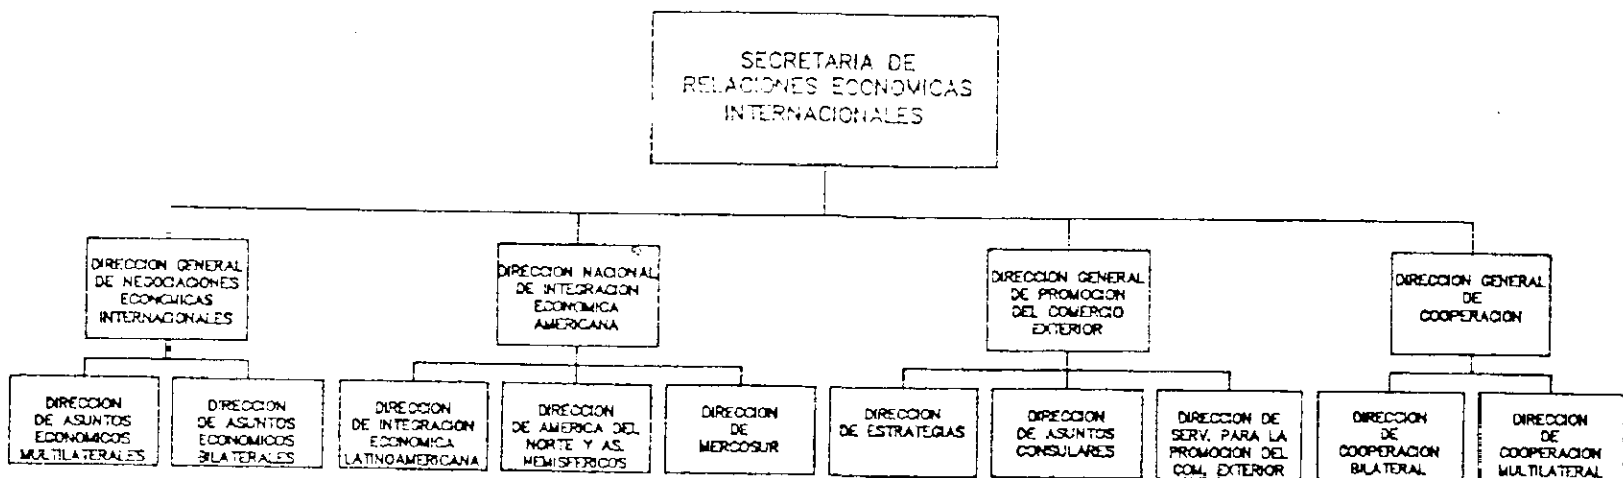 SECRETARIA DE
RELACIONES ECONOMICAS
INTERNACIONALES
DIRECCION GENERAL
DE NEGOCIACIONES
ECONOMICAS
INTERNACIONALES
DIRECCION NACIONAL
DE INTEGRACION
ECONOMICA
AMERICANA
DIRECCION GENERAL
DE PROMOCION
DEL COMERCIO
EXTERIOR
DIRECCION GENERAL
DE
COOPERACION
DIRECCION
DE ASUNTOS
ECONOMICOS
MULTILATERALES
DIRECCION
DE ASUNTOS
ECONOMICOS
BILATERALES
DIRECCION
DE INTEGRACION
ECONOMICA
LATINOAMERICANA
DIRECCION
DE AMERICA DEL
NORTE Y AS.
HEMISFERICOS
DIRECCION
DE
MERCOSUR
DIRECCION
DE ESTRATEGIAS
DIRECCION
DE ASUNTOS
CONSULARES
DIRECCION DE
SERV. PARA LA
PROMOCION DEL
COM. EXTERIOR
DIRECCION
DE
COOPERACION
BILATERAL
DIRECCION
DE
COOPERACION
MULTILATERAL